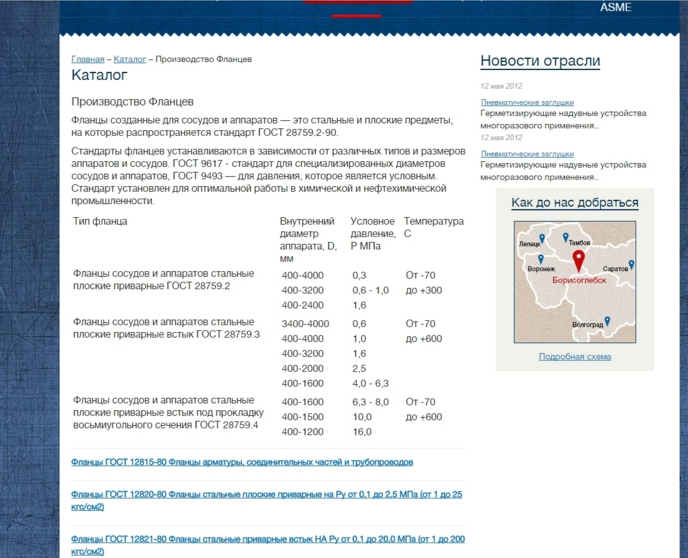 ASME
Главная – Каталог – Производство Фланцев
Каталог
Производство Фланцев
Фланцы созданные для сосудов и аппаратов — это стальные и плоские предметы,
на которые распространяется стандарт ГОСТ 28759.2-90.
Стандарты фланцев устанавливаются в зависимости от различных типов и размеров
аппаратов и сосудов. ГОСТ 9617 - стандарт для специализированных диаметров
сосудов и аппаратов, ГОСТ 9493 — для давления, которое является условным.
Стандарт установлен для оптимальной работы в химической и нефтехимической
промышленности.
Тип фланца
Внутренний
диаметр
аппарата, D,
мм
Условное
давление,
Р МПа
Температура
С
Фланцы сосудов и аппаратов стальные
плоские приварные ГОСТ 28759.2
400-4000 0,3 От -70
400-3200 0,6 - 1,0 до +300
400-2400 1,6
Фланцы сосудов и аппаратов стальные
плоские приварные встык ГОСТ 28759.3
3400-4000 0,6 От -70
400-4000 1,0 до +600
400-3200 1,6
400-2000 2,5
400-1600 4,0 - 6,3
Фланцы сосудов и аппаратов стальные
плоские приварные встык под прокладку
восьмиугольного сечения ГОСТ 28759.4
400-1600 6,3 - 8,0 От -70
400-1500 10,0 до +600
400-1200 16,0
Фланцы ГОСТ 12815-80 Фланцы арматуры, соединительных частей и трубопроводов
Фланцы ГОСТ 12820-80 Фланцы стальные плоские приварные на Ру от 0,1 до 2,5 МПа (от 1 до 25
кгс/см2)
Фланцы ГОСТ 12821-80 Фланцы стальные приварные встык НА Ру от 0,1 до 20,0 МПа (от 1 до 200
кгс/см2)
Новости отрасли
12 мая 2012
Пневматические заглушки
Герметизирующие надувные устройства
многоразового применения..
12 мая 2012
Пневматические заглушки
Герметизирующие надувные устройства
многоразового применения..
Как до нас добраться
Липецк
Тамбов
Воронеж
Саратов
Борисоглебск
Волгоград
Подробная схема